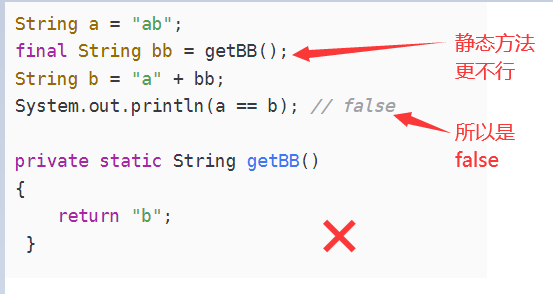 String a = "ab";
final String bb = getBB();
静态方法
更不行
String b = "a" + bb;
System.out.println(a == b); // false
所以是
false
private static String getBB()
{
    return "b";
}